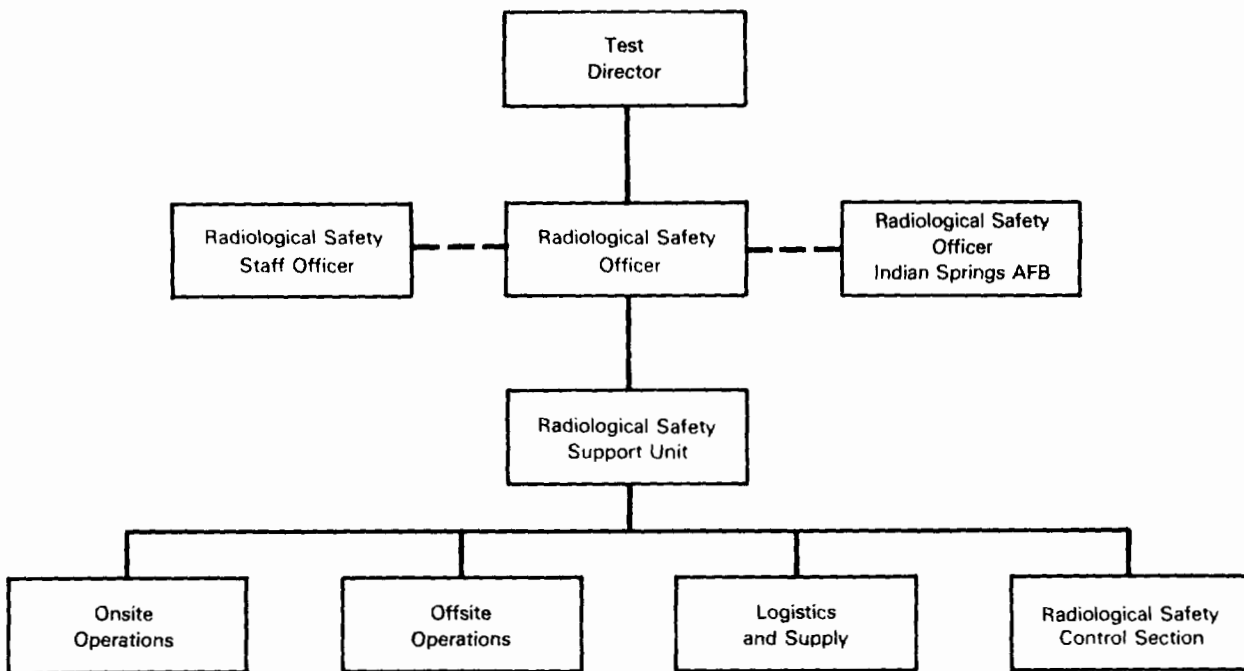 Test
Director
Radiological Safety
Staff Officer
Radiological Safety
Officer
Radiological Safety
Officer
Indian Springs AFB
Radiological Safety
Support Unit
Onsite
Operations
Offsite
Operations
Logistics
and Supply
Radiological Safety
Control Section